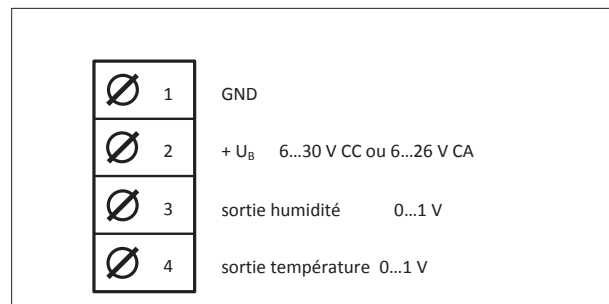 1 GND
2 + UB 6...30 V CC ou 6...26 V CA
3 sortie humidité 0...1 V
4 sortie température 0...1 V